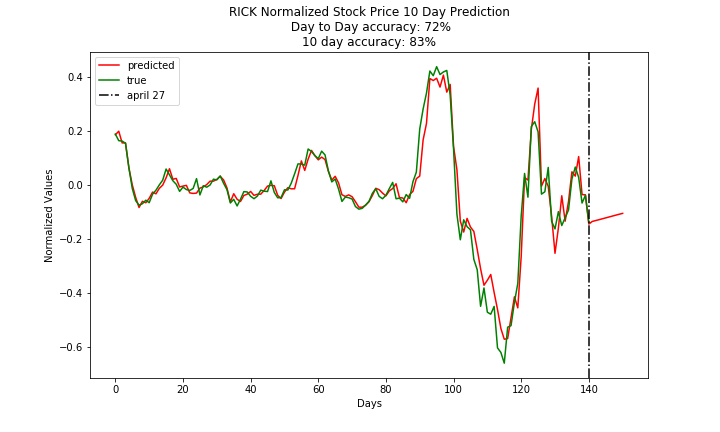 RICK Normalized Stock Price 10 Day Prediction
Day to Day accuracy: 72%
10 day accuracy: 83%
predicted
true
april 27
Normalized Values
0.4
0.2
0.0
−0.2
−0.4
−0.6
0 20 40 60 80 100 120 140
Days